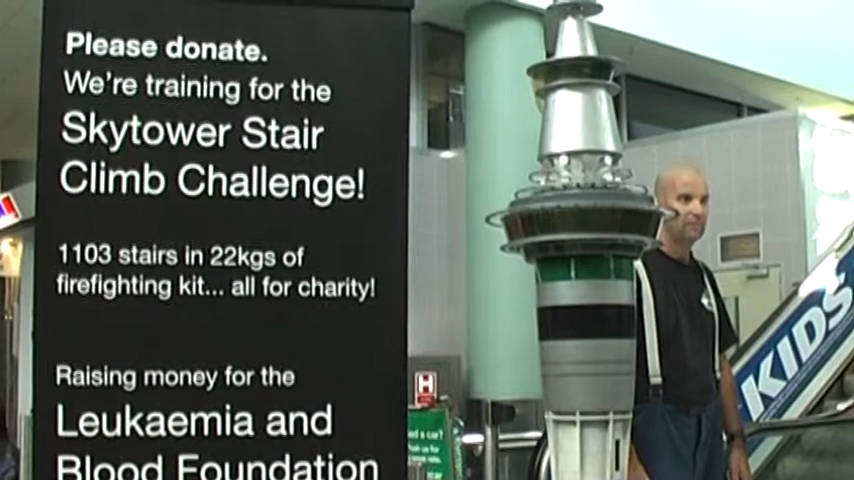 Please donate.
We're training for the
Skytower Stair
Climb Challenge!
1103 stairs in 22kgs of
firefighting kit... all for charity!
Raising money for the
Leukaemia and
Blood Foundation
H
a car?
KIDS